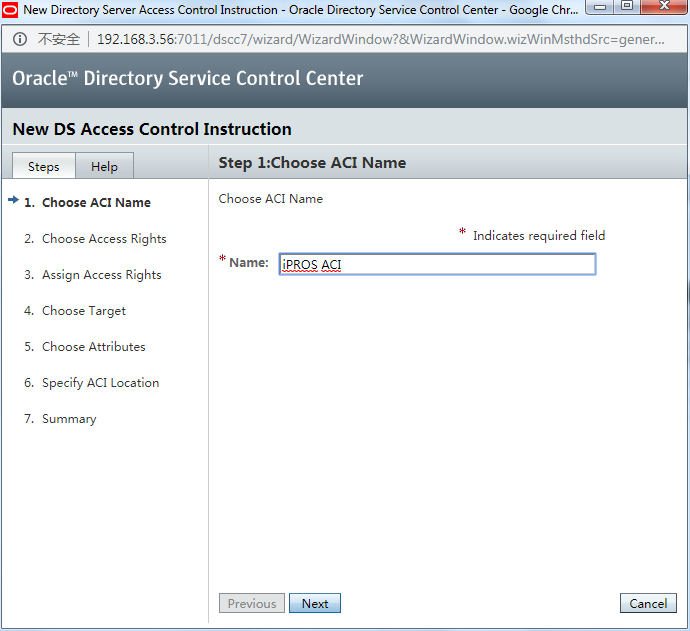 New Directory Server Access Control Instruction - Oracle Directory Service Control Center - Google Chr...
不安全 192.168.3.56:7011/dscc7/wizard/WizardWindow?&WizardWindow.wizWinMsthdSrc=gener...
Oracle™ Directory Service Control Center
New DS Access Control Instruction
Steps Help
Step 1:Choose ACI Name
1. Choose ACI Name
2. Choose Access Rights
3. Assign Access Rights
4. Choose Target
5. Choose Attributes
6. Specify ACI Location
7. Summary
Choose ACI Name
* Indicates required field
* Name: iPROS ACI
Previous Next Cancel